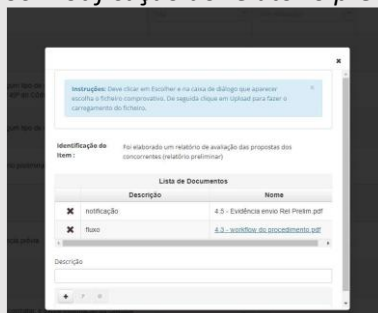 Instruções: Deve clicar em Escolher e na caixa de diálogo que aparecer
escolha o ficheiro comprovativo. De seguida clique em Upload para fazer o
carregamento do ficheiro.
Identificação do Item : Foi elaborado um relatório de avaliação das propostas dos
concorrentes (relatório preliminar)
Lista de Documentos
Descrição Nome
notificação 4.5 - Evidência envio Rel Prelim.pdf
fluxo 4.3 - workflow do procedimento.pdf
Descrição